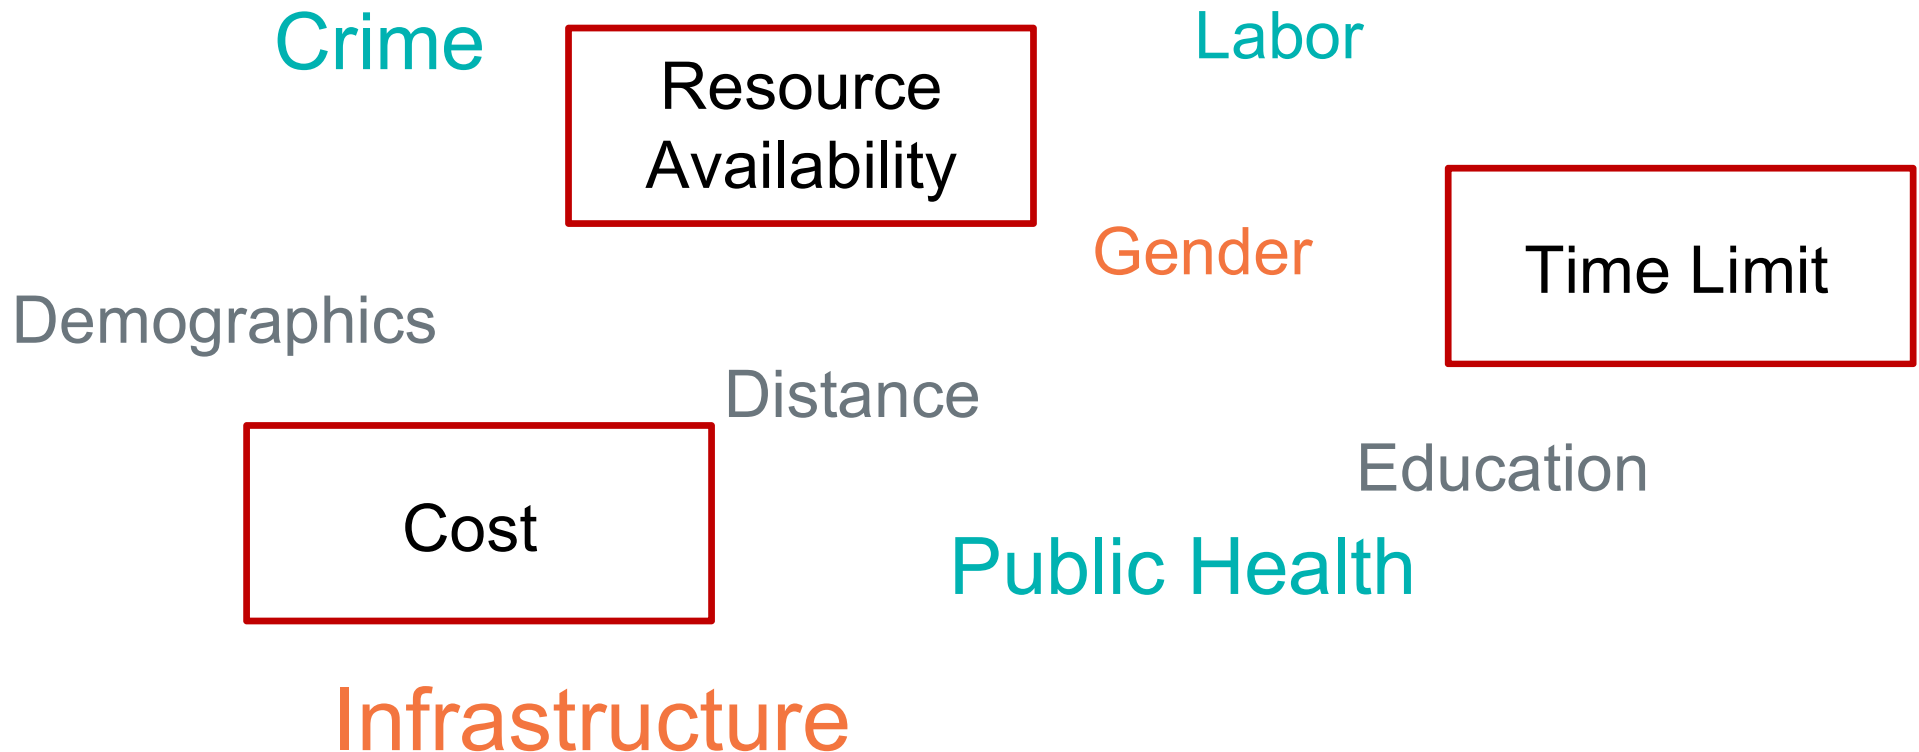 Crime
Labor
Resource
Availability
Gender
Time Limit
Demographics
Distance
Education
Cost
Public Health
Infrastructure